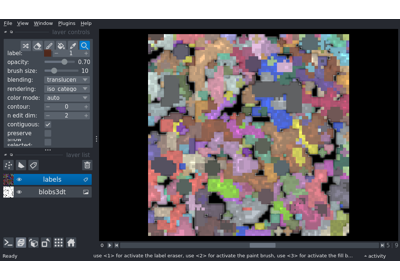 File View Window Plugins Help
layer controls
label: 1
opacity: 0.70
brush size: 10
blending: translucen
rendering: iso_catego
color mode: auto
contour: 0
n edit dim: 2
contiguous:
preserve
show
selected:
layer list
labels
blobs3dt
Ready
use <1> for activate the label eraser, use <2> for activate the paint brush, use <3> for activate the fill b
activity